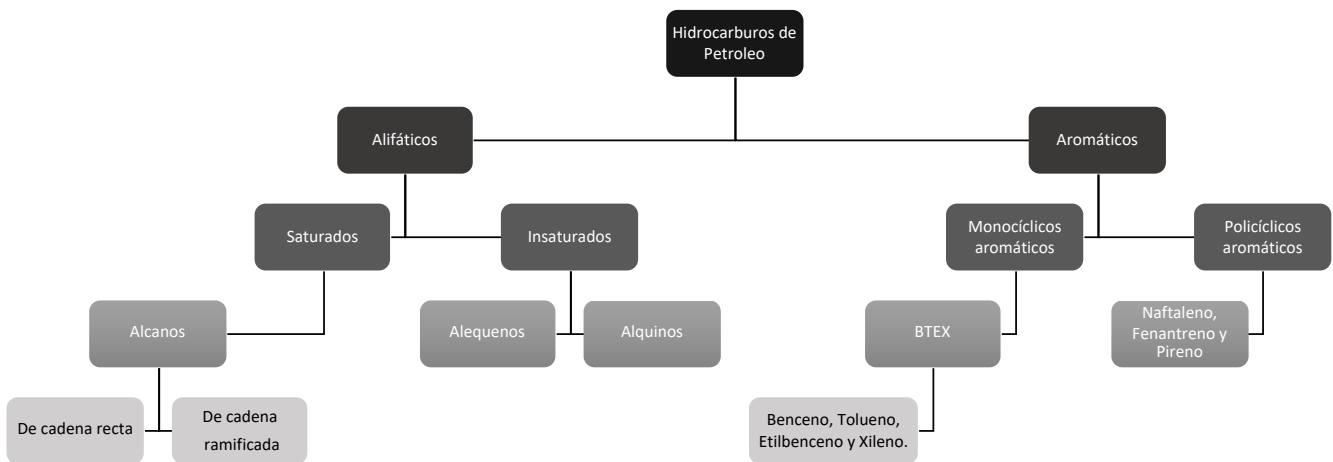 Hidrocarburos de
Petroleo
Alifáticos
Aromáticos
Saturados
Insaturados
Monocíclicos
aromáticos
Policíclicos
aromáticos
Alcanos
Alequenos
Alquinos
BTEX
Naftaleno,
Fenantreno y
Pireno
De cadena recta
De cadena
ramificada
Benceno, Tolueno,
Etilbenceno y Xileno.